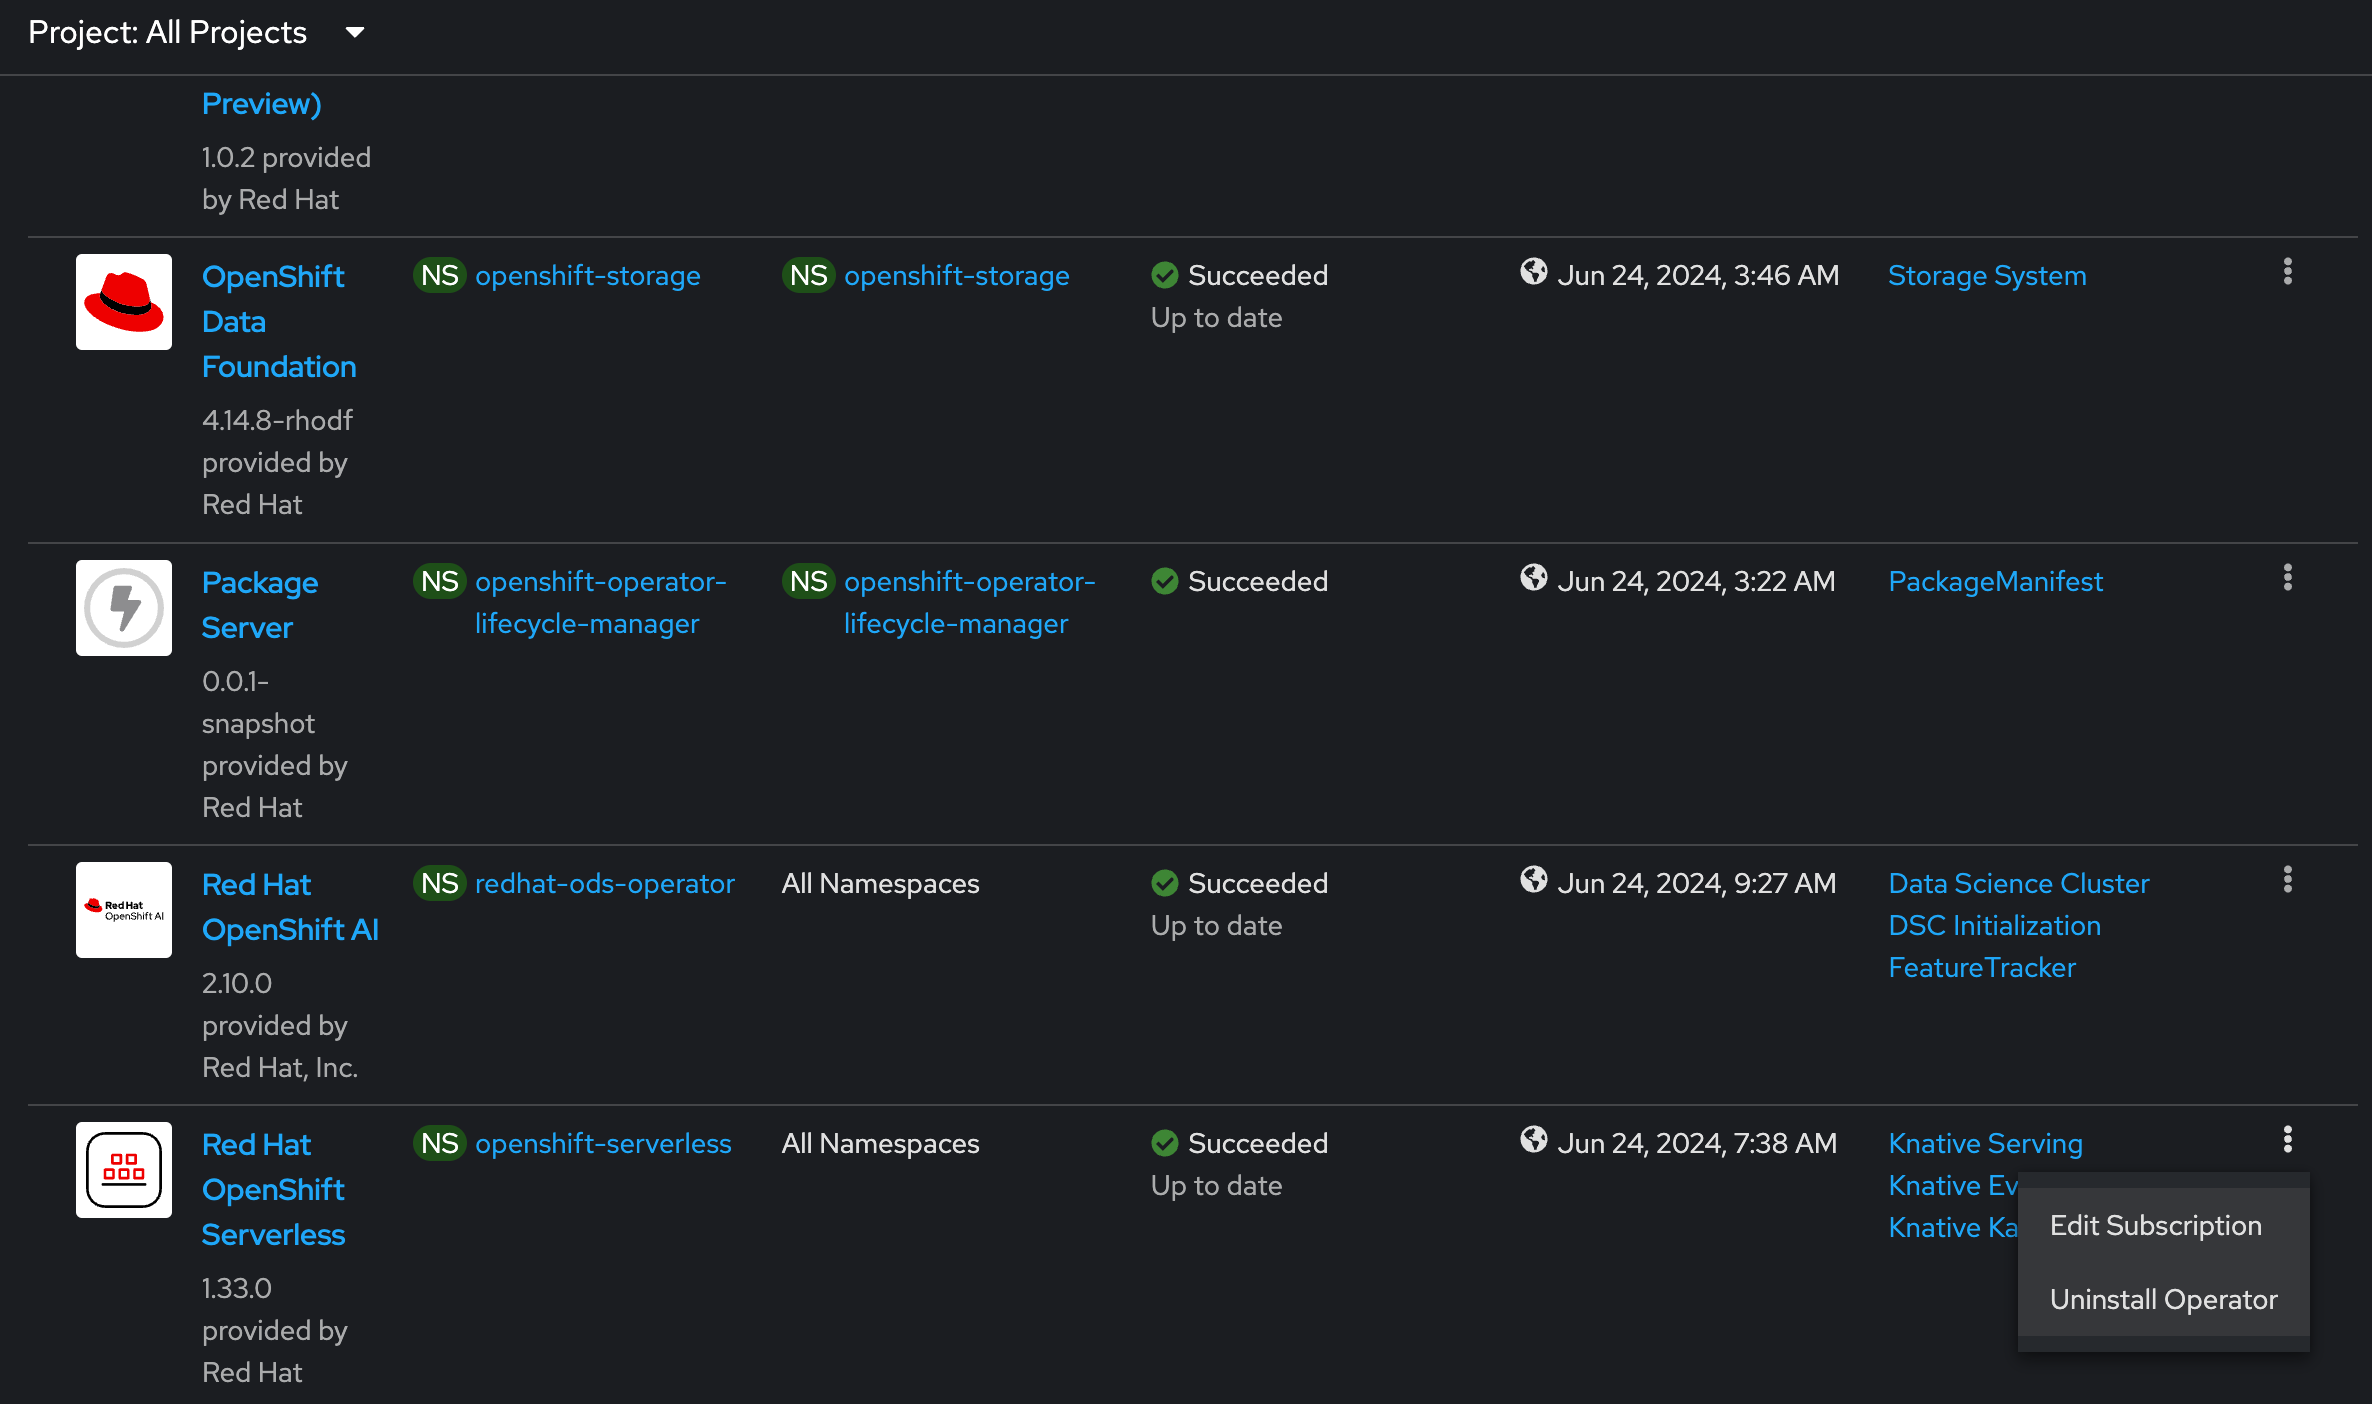 Project: All Projects
Preview)
1.0.2 provided
by Red Hat
OpenShift
Data
Foundation
4.14.8-rhodf
provided by
Red Hat
NS openshift-storage
NS openshift-storage
Succeeded
Up to date
Jun 24, 2024, 3:46 AM
Storage System
Package
Server
0.0.1-
snapshot
provided by
Red Hat
NS openshift-operator-
lifecycle-manager
NS openshift-operator-
lifecycle-manager
Succeeded
Jun 24, 2024, 3:22 AM
PackageManifest
Red Hat
OpenShift AI
Red Hat
OpenShift AI
2.10.0
provided by
Red Hat, Inc.
NS redhat-ods-operator
All Namespaces
Succeeded
Up to date
Jun 24, 2024, 9:27 AM
Data Science Cluster
DSC Initialization
FeatureTracker
Red Hat
OpenShift
Serverless
1.33.0
provided by
Red Hat
NS openshift-serverless
All Namespaces
Succeeded
Up to date
Jun 24, 2024, 7:38 AM
Knative Serving
Knative Ev
Knative Ka
Edit Subscription
Uninstall Operator